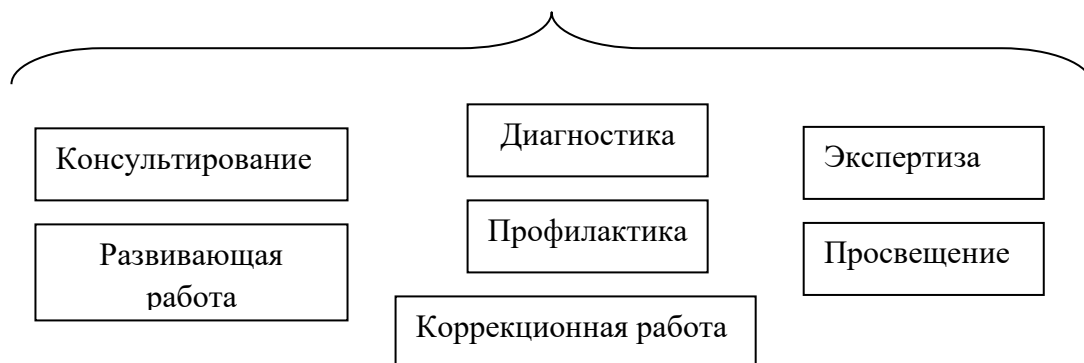 Консультирование
Развивающая
работа
Диагностика
Профилактика
Коррекционная работа
Экспертиза
Просвещение